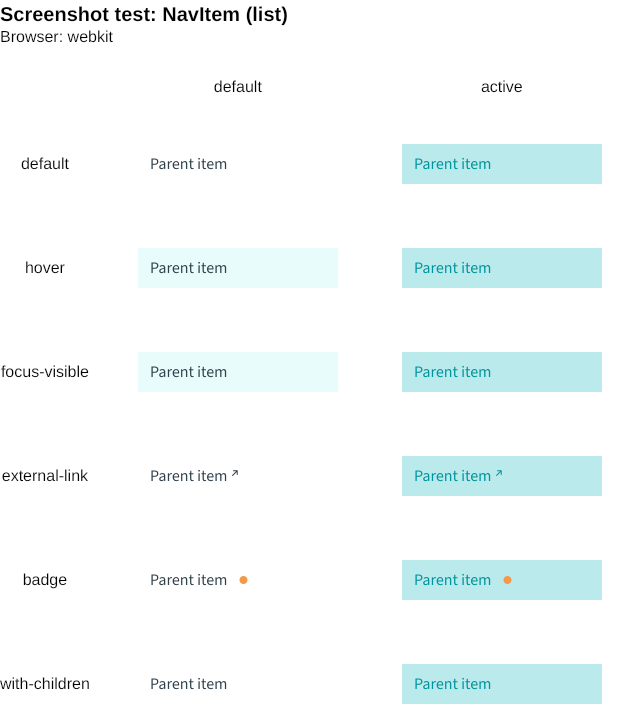 Screenshot test: NavItem (list)
Browser: webkit
default active
default Parent item Parent item
hover Parent item Parent item
focus-visible Parent item Parent item
external-link Parent item Parent item
badge Parent item Parent item
with-children Parent item Parent item